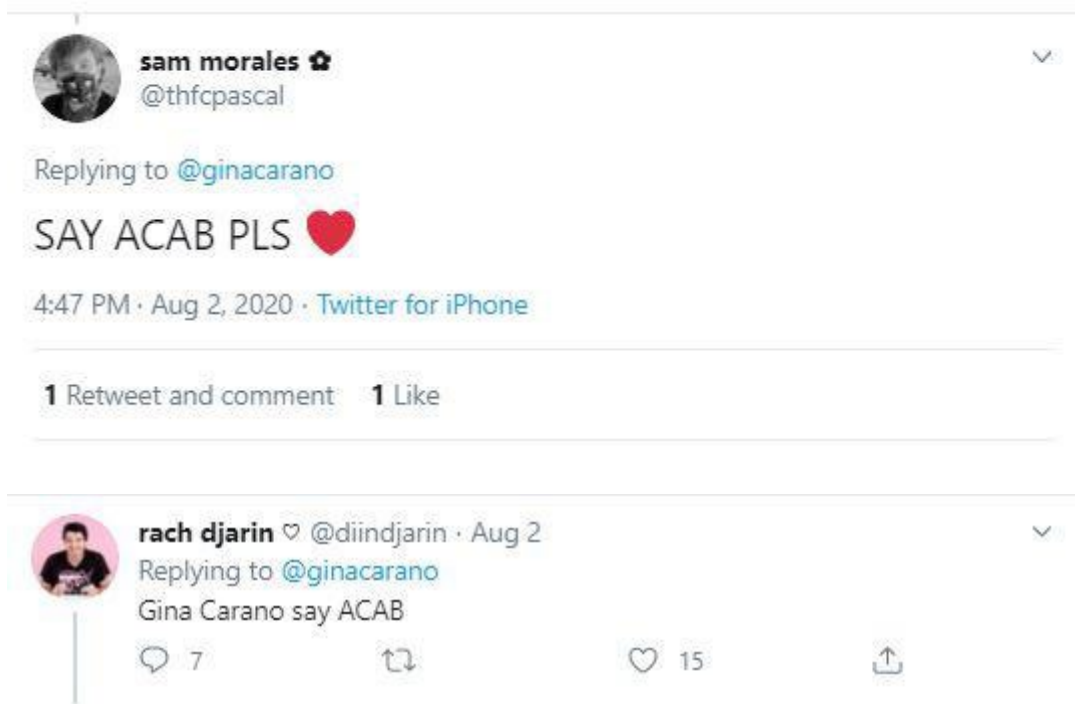 sam morales ✿
@thfcpascal
Replying to @ginacarano
SAY ACAB PLS ❤️
4:47 PM · Aug 2, 2020 · Twitter for iPhone
1 Retweet and comment 1 Like
rach djarin ♡ @diindjarin · Aug 2
Replying to @ginacarano
Gina Carano say ACAB
7 15